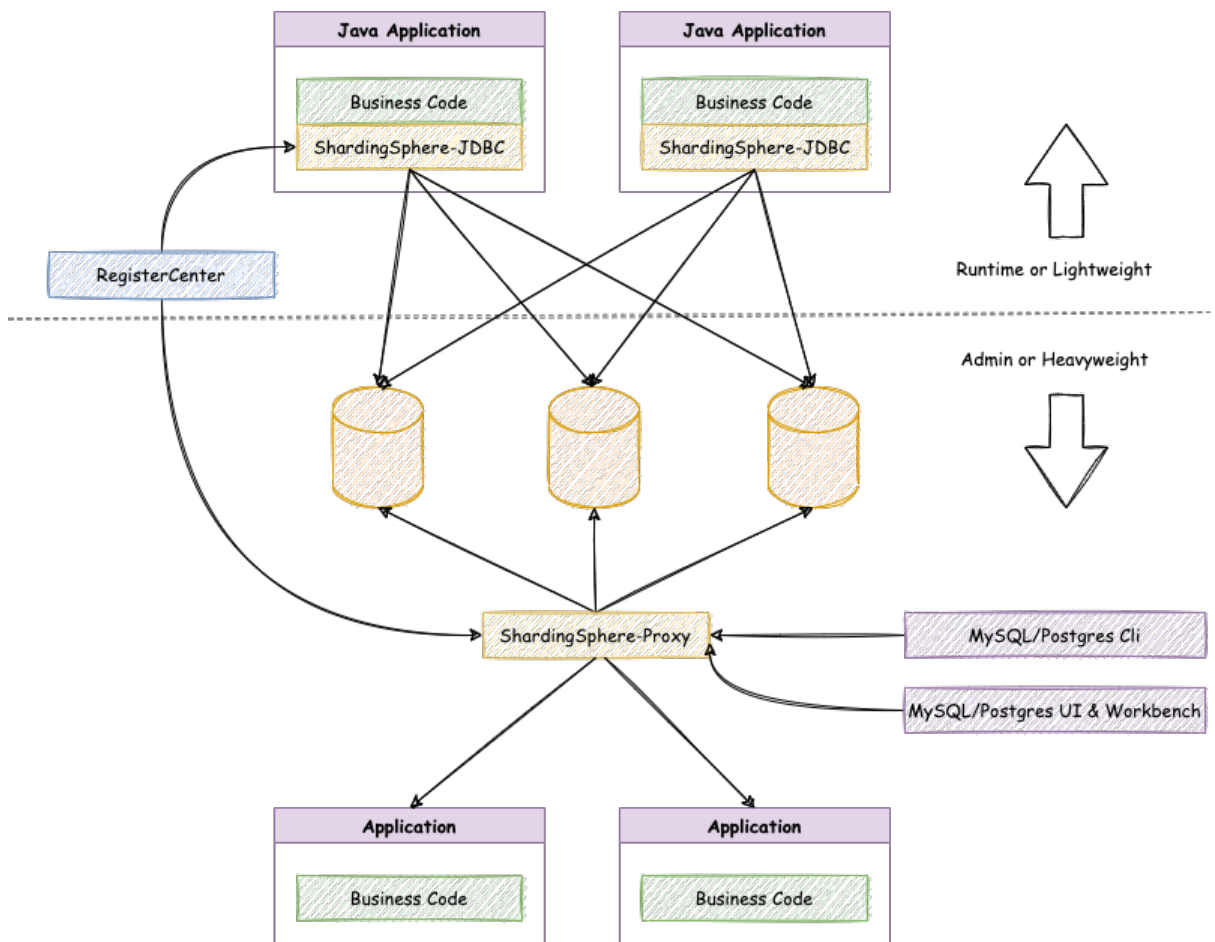 Java Application
Java Application
Business Code
Business Code
ShardingSphere-JDBC
ShardingSphere-JDBC
RegisterCenter
Runtime or Lightweight
Admin or Heavyweight
ShardingSphere-Proxy
MySQL/Postgres Cli
MySQL/Postgres UI & Workbench
Application
Application
Business Code
Business Code